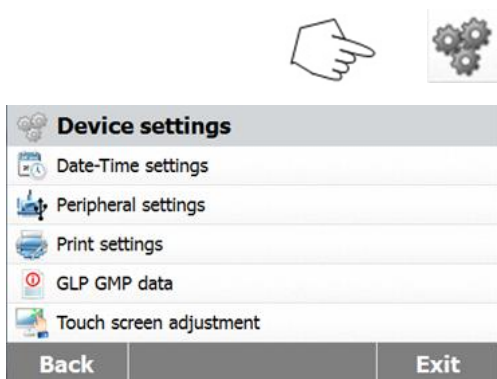 Device settings
Date-Time settings
Peripheral settings
Print settings
GLP GMP data
Touch screen adjustment
Back Exit